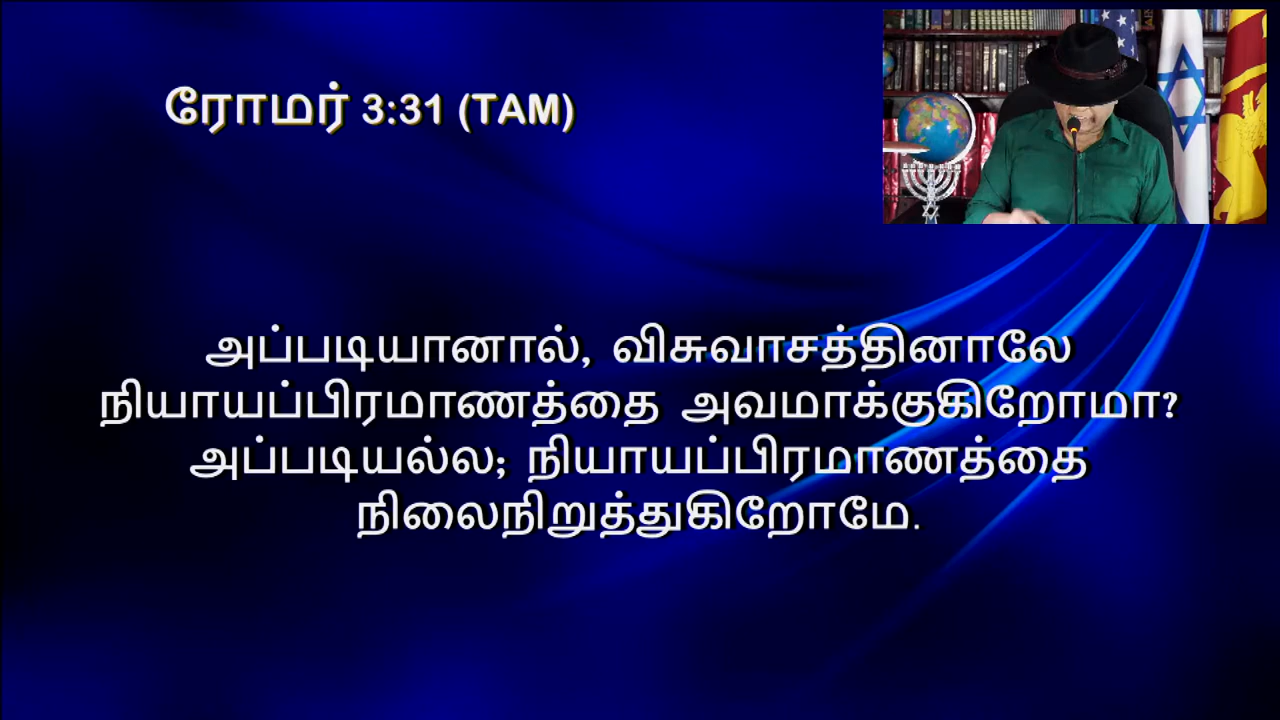 ரோமர் 3:31 (TAM)
அப்படியானால், விசுவாசத்தினாலே
நியாயப்பிரமாணத்தை அவமாக்குகிறோமா?
அப்படியல்ல; நியாயப்பிரமாணத்தை
நிலைநிறுத்துகிறோமே.